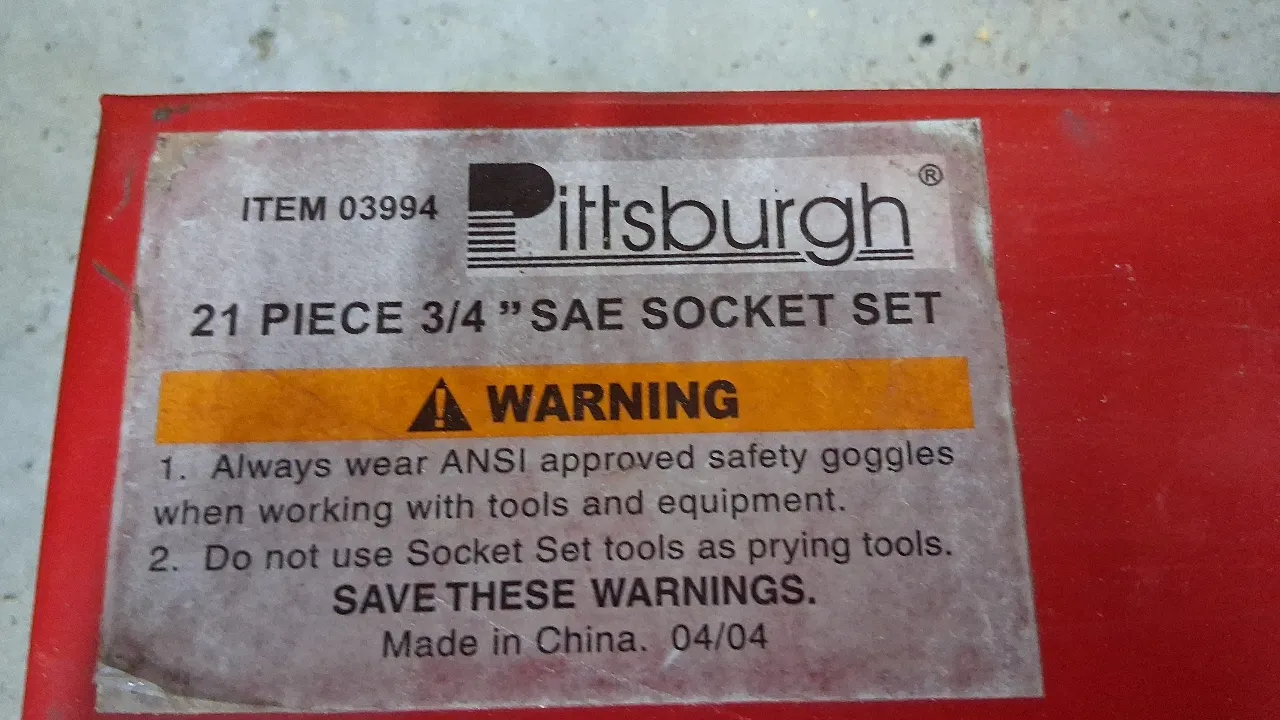 ITEM 03994 Pittsburgh®
21 PIECE 3/4 ” SAE SOCKET SET
WARNING
1. Always wear ANSI approved safety goggles
when working with tools and equipment.
2. Do not use Socket Set tools as prying tools.
SAVE THESE WARNINGS.
Made in China. 04/04